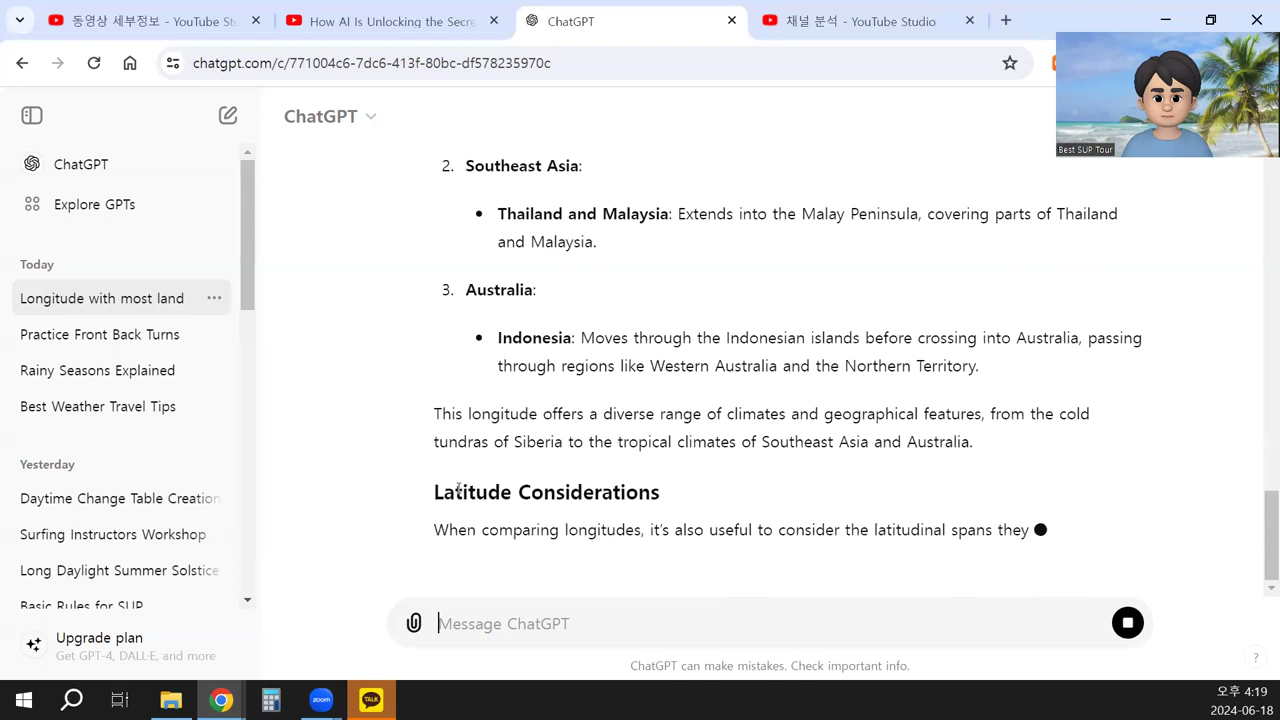 동영상 세부정보 - YouTube St
How AI Is Unlocking the Secre
ChatGPT
채널 분석 - YouTube Studio
chatgpt.com/c/771004c6-7dc6-413f-80bc-df578235970c
Best SUP Tour
ChatGPT
ChatGPT
Explore GPTs
Today
Longitude with most land
Practice Front Back Turns
Rainy Seasons Explained
Best Weather Travel Tips
Yesterday
Daytime Change Table Creation
Surfing Instructors Workshop
Long Daylight Summer Solstice
Basic Rules for SUP
Upgrade plan
Get GPT-4, DALL·E, and more
2. Southeast Asia:
• Thailand and Malaysia: Extends into the Malay Peninsula, covering parts of Thailand
and Malaysia.
3. Australia:
• Indonesia: Moves through the Indonesian islands before crossing into Australia, passing
through regions like Western Australia and the Northern Territory.
This longitude offers a diverse range of climates and geographical features, from the cold
tundras of Siberia to the tropical climates of Southeast Asia and Australia.
Latitude Considerations
When comparing longitudes, it's also useful to consider the latitudinal spans they
Message ChatGPT
ChatGPT can make mistakes. Check important info.
?
zoom
TALK
오후 4:19
2024-06-18